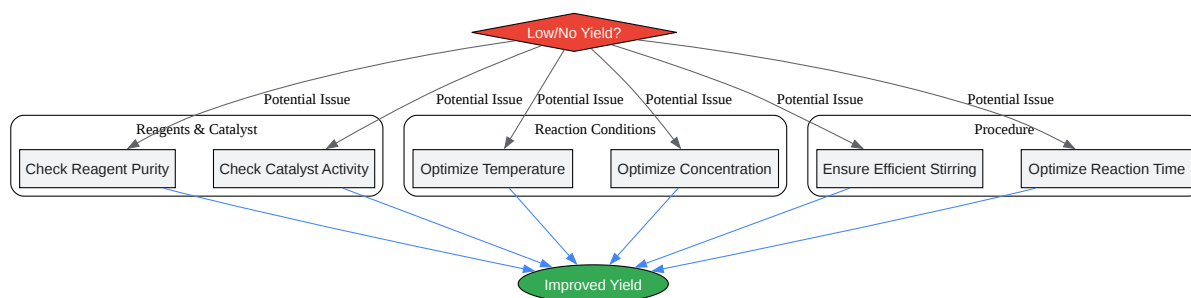 Low/No Yield?
Potential Issue
Potential Issue
Potential Issue
Potential Issue
Potential Issue
Potential Issue
Reagents & Catalyst
Reaction Conditions
Procedure
Check Reagent Purity
Check Catalyst Activity
Optimize Temperature
Optimize Concentration
Ensure Efficient Stirring
Optimize Reaction Time
Improved Yield